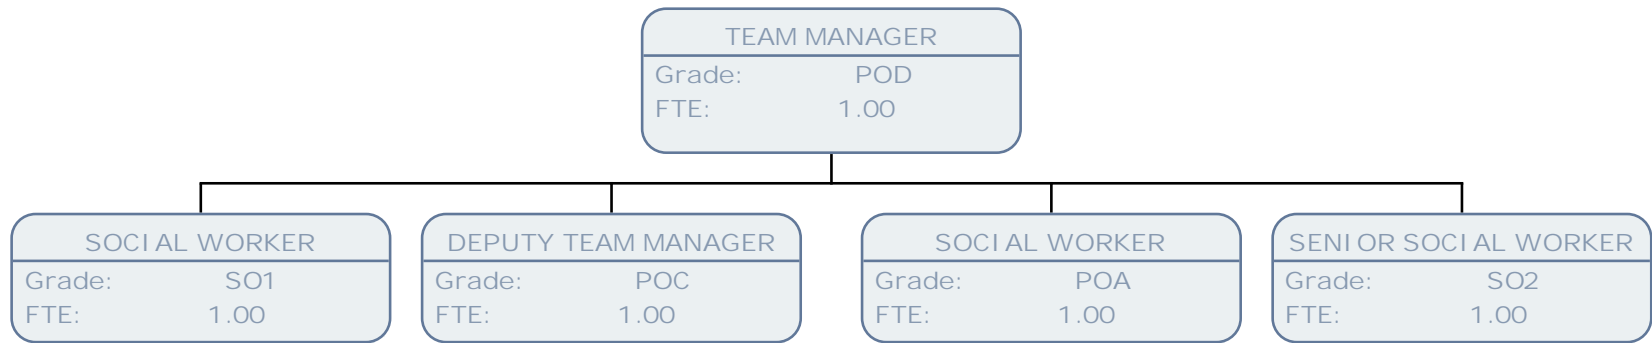 TEAM MANAGER
Grade: POD
FTE: 1.00
SOCIAL WORKER
Grade: SO1
FTE: 1.00
DEPUTY TEAM MANAGER
Grade: POC
FTE: 1.00
SOCIAL WORKER
Grade: POA
FTE: 1.00
SENIOR SOCIAL WORKER
Grade: SO2
FTE: 1.00